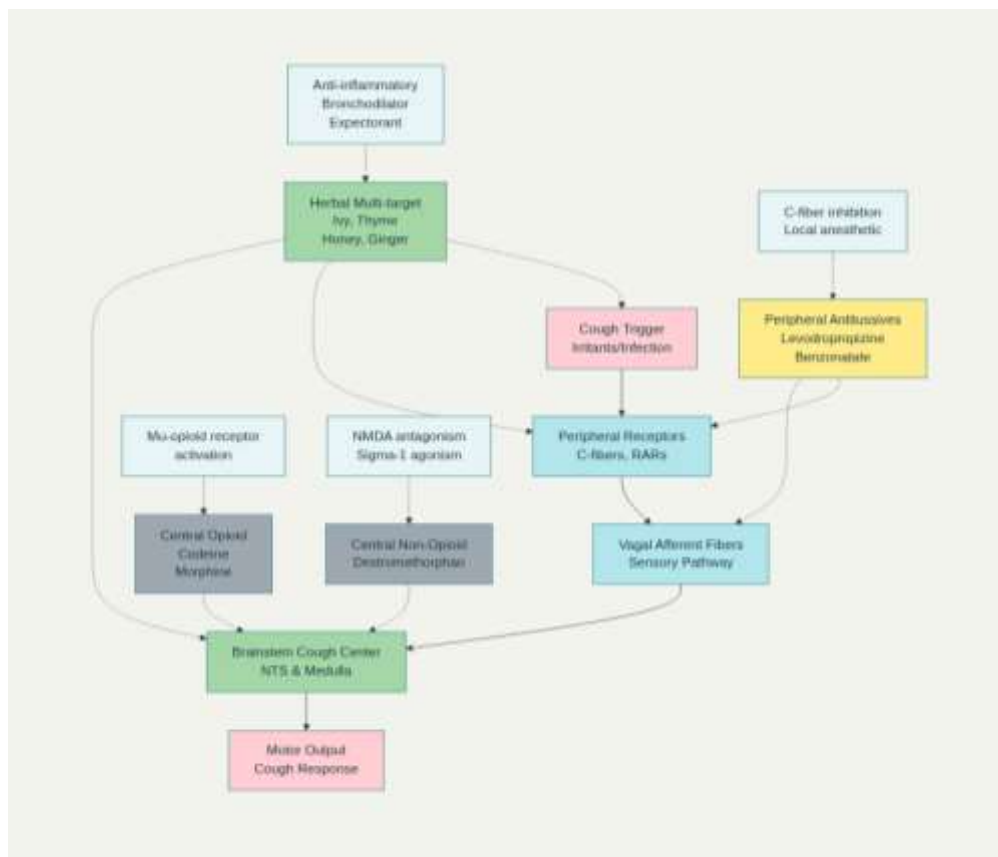 Anti-inflammatory
Bronchodilator
Expectorant
Herbal Multi-target
Ivy, Thyme
Honey, Ginger
C-fiber inhibition
Local anesthetic
Cough Trigger
Irritants/Infection
Peripheral Antitussives
Levodropropizine
Benzonatate
Mu-opioid receptor
activation
NMDA antagonism
Sigma-1 agonism
Peripheral Receptors
C-fibers, RARs
Central Opioid
Codeine
Morphine
Central Non-Opioid
Dextromethorphan
Vagal Afferent Fibers
Sensory Pathway
Brainstem Cough Center
NTS & Medulla
Motor Output
Cough Response